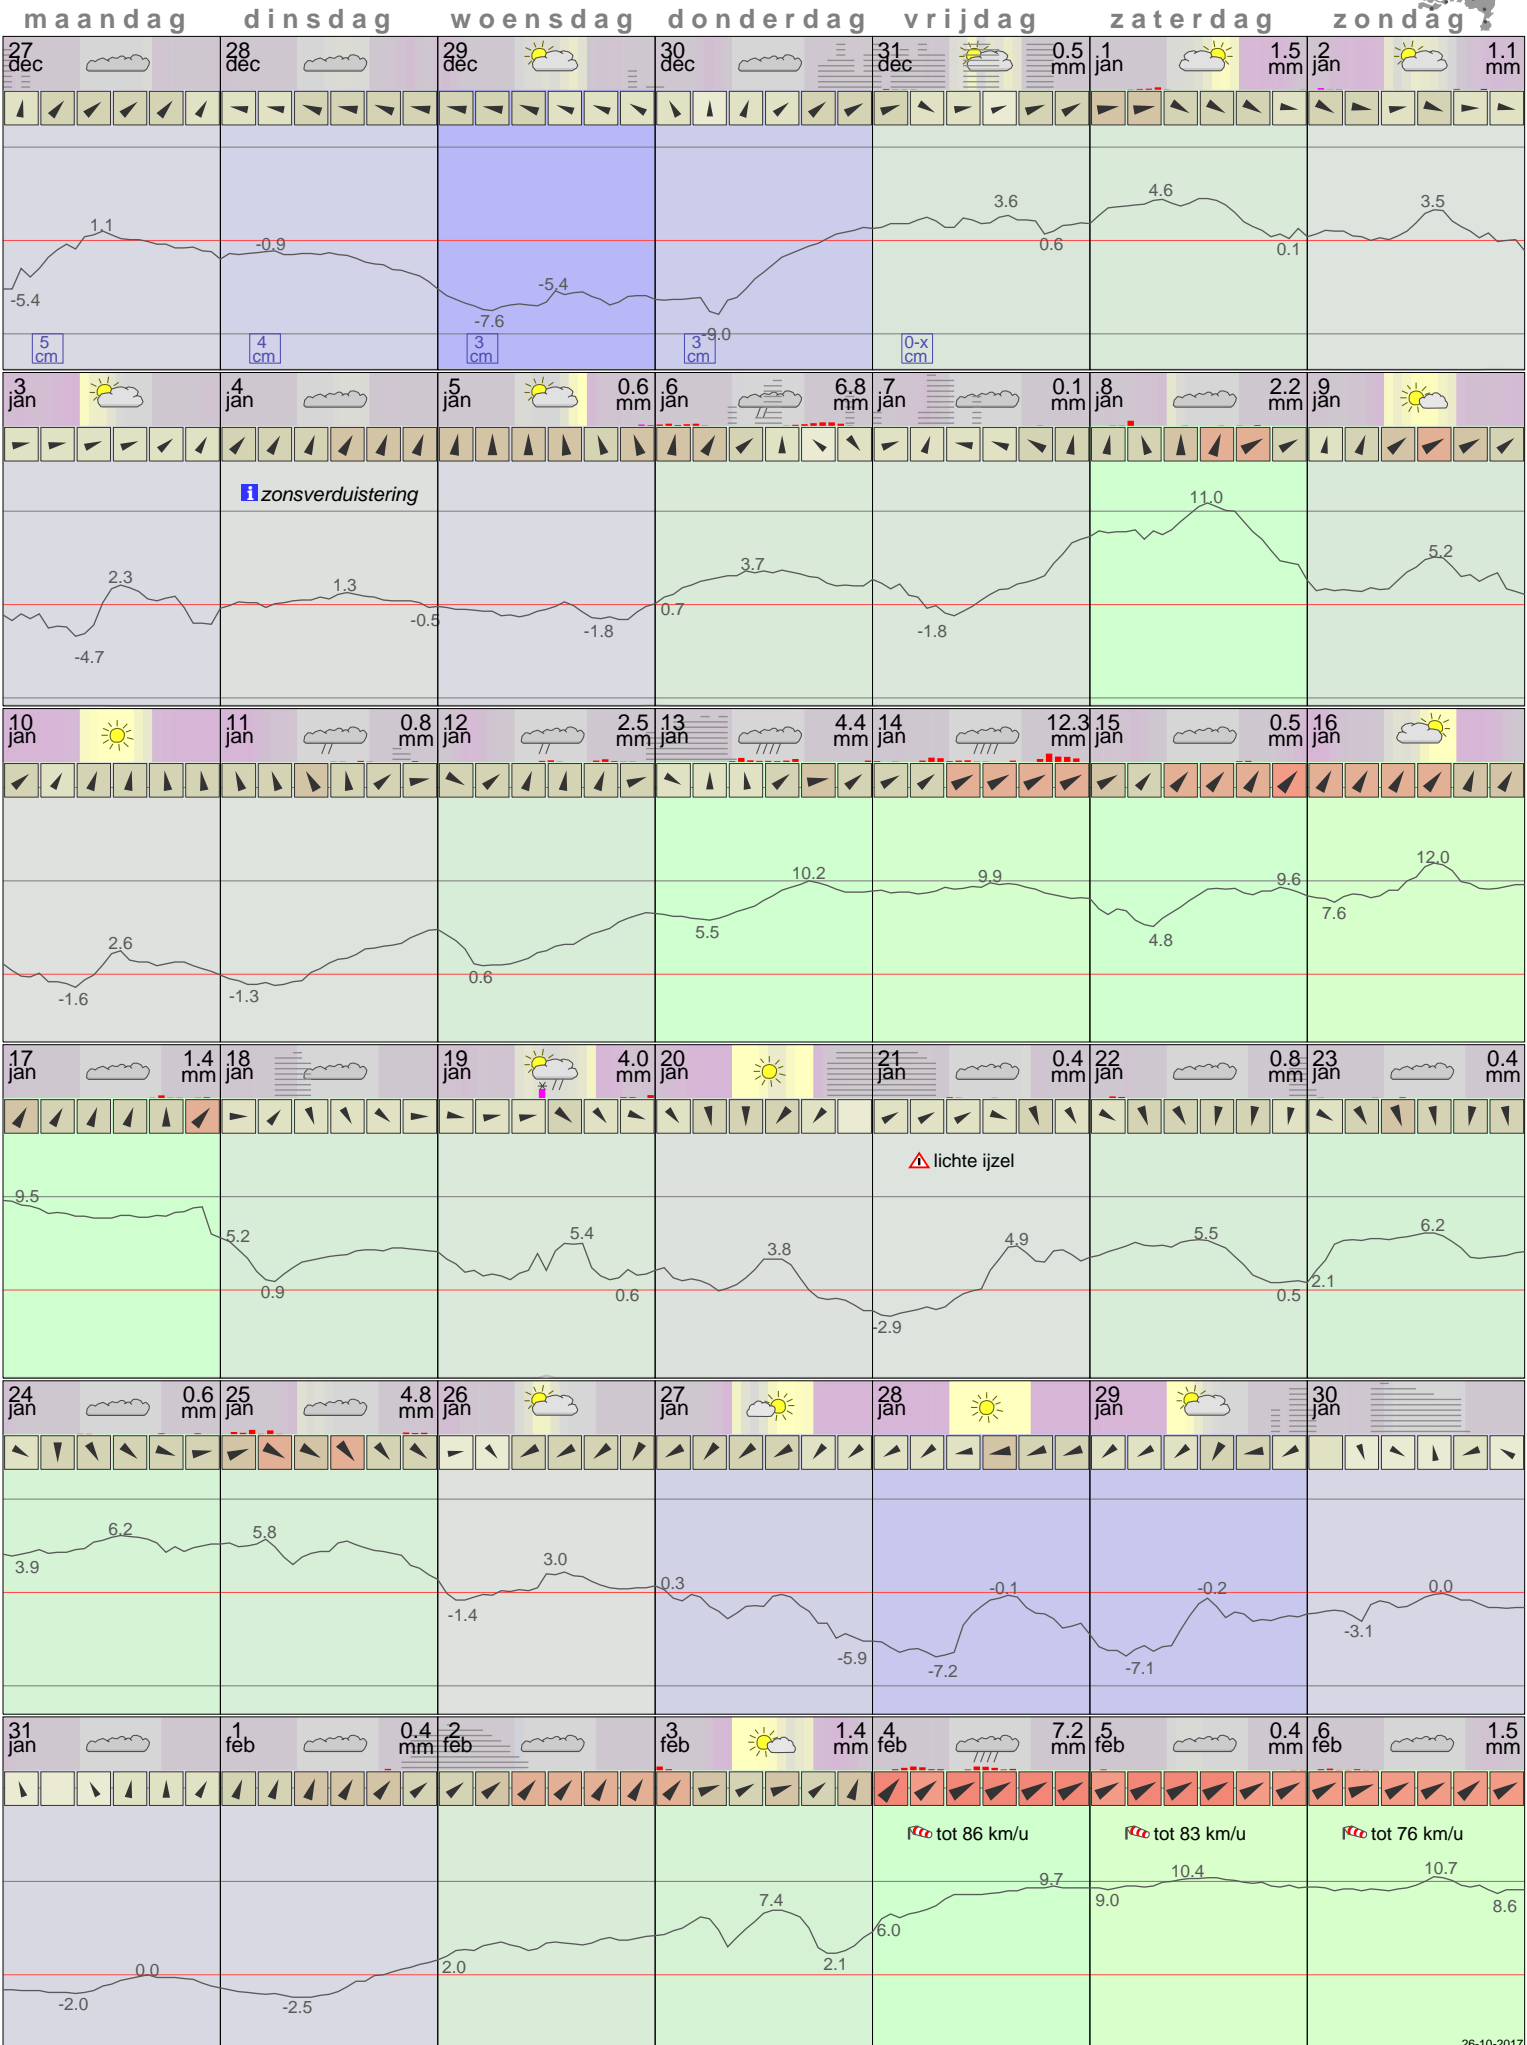 maandag dinsdag woensdag donderdag vrijdag zaterdag zondag
27 28 29 30 31 0.5 1 1.5 2 1.1
dec dec dec dec dec mm jan mm jan mm
1.1 -0.9 -5.4 3.6 4.6 3.5
-5.4 -7.6 -9.0 0.6 0.1
5 4 3 3 0-x
cm cm cm cm cm
3 4 5 0.6 6 6.8 7 0.1 8 2.2 9
jan jan jan mm jan mm jan mm jan mm jan
i zonsverduistering
2.3 1.3 3.7 11.0 5.2
-4.7 -0.5 -1.8 0.7 -1.8
10 11 0.8 12 2.5 13 4.4 14 12.3 15 0.5 16
jan jan mm jan mm jan mm jan mm jan mm jan
2.6 10.2 9.9 9.6 12.0
-1.6 -1.3 0.6 5.5 4.8 7.6
17 1.4 18 19 4.0 20 21 0.4 22 0.8 23 0.4
jan mm jan jan mm jan jan mm jan mm jan mm
lichte ijzel
9.5 5.2 5.4 3.8 4.9 5.5 6.2
0.9 0.6 -2.9 0.5 2.1
24 0.6 25 4.8 26 27 28 29 30
jan mm jan mm jan jan jan jan jan
6.2 5.8 3.0 0.3 -0.1 -0.2 0.0
3.9 -1.4 -5.9 -7.2 -7.1 -3.1
31 1 0.4 2 3 1.4 4 7.2 5 0.4 6 1.5
jan feb mm feb feb mm feb mm feb mm feb mm
tot 86 km/u tot 83 km/u tot 76 km/u
0.0 7.4 9.7 10.4 10.7
-2.0 -2.5 2.0 2.1 6.0 9.0 8.6
26-10-2017